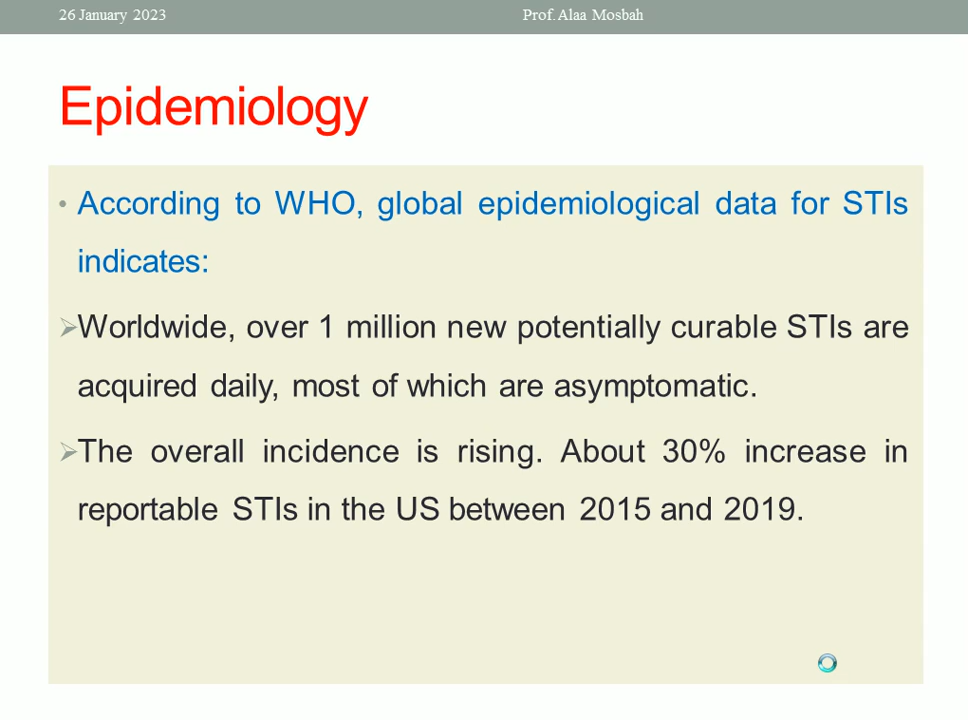 26 January 2023 Prof. Alaa Mosbah
Epidemiology
• According to WHO, global epidemiological data for STIs
indicates:
➢Worldwide, over 1 million new potentially curable STIs are
acquired daily, most of which are asymptomatic.
➢The overall incidence is rising. About 30% increase in
reportable STIs in the US between 2015 and 2019.